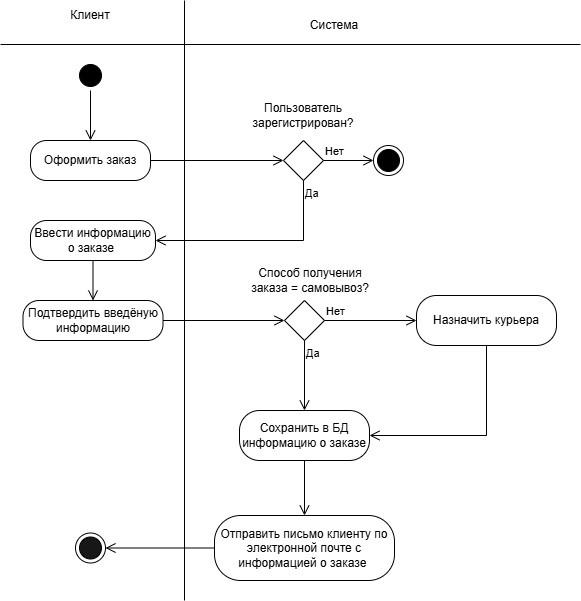 Клиент
Система
Пользователь
зарегистрирован?
Оформить заказ
Нет
Да
Ввести информацию
о заказе
Способ получения
заказа = самовывоз?
Подтвердить введёную
информацию
Нет
Назначить курьера
Да
Сохранить в БД
информацию о заказе
Отправить письмо клиенту по
электронной почте с
информацией о заказе